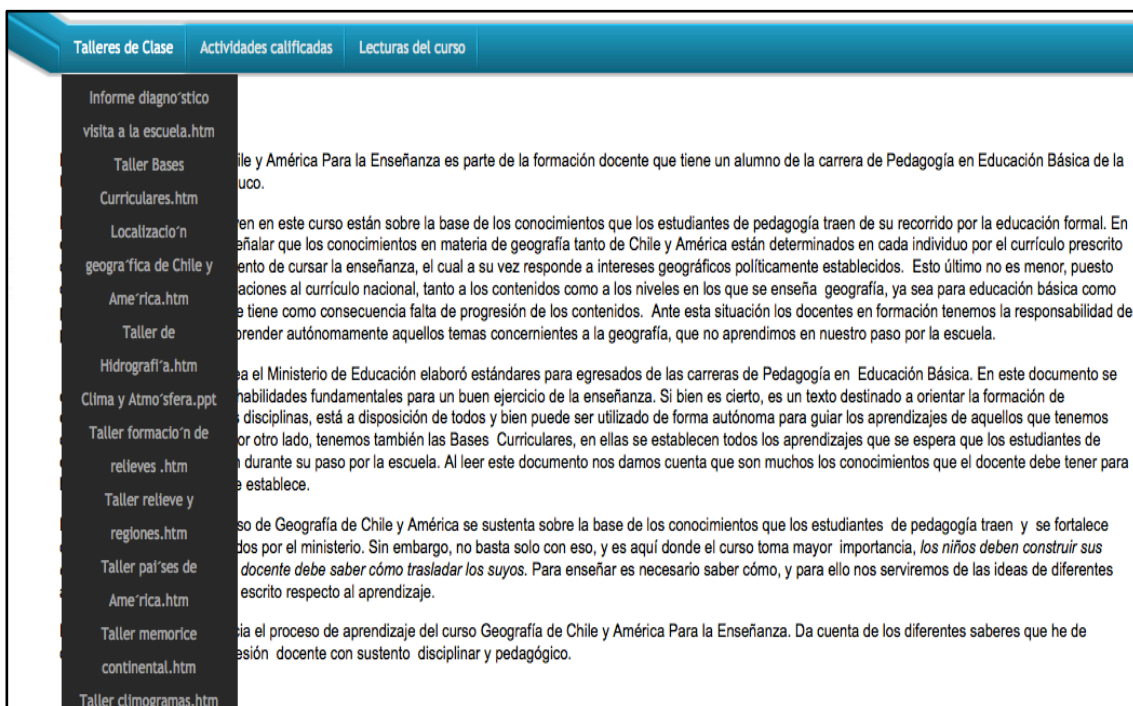 Talleres de Clase Actividades calificadas Lecturas del curso
Informe diagno´stico
visita a la escuela.htm
Taller Bases
Curriculares.htm
Localizacio´n
geogra´fica de Chile y
Ame´rica.htm
Taller de
Hidrografi´a.htm
Clima y Atmo´sfera.ppt
Taller formacio´n de
relieves .htm
Taller relieve y
regiones.htm
Taller pai´ses de
Ame´rica.htm
Taller memorice
continental.htm
Taller climogramas.htm
ile y América Para la Enseñanza es parte de la formación docente que tiene un alumno de la carrera de Pedagogía en Educación Básica de la
uco.
yen en este curso están sobre la base de los conocimientos que los estudiantes de pedagogía traen de su recorrido por la educación formal. En
eñalar que los conocimientos en materia de geografía tanto de Chile y América están determinados en cada individuo por el currículo prescrito
ento de cursar la enseñanza, el cual a su vez responde a intereses geográficos políticamente establecidos. Esto último no es menor, puesto
aciones al currículo nacional, tanto a los contenidos como a los niveles en los que se enseña geografía, ya sea para educación básica como
e tiene como consecuencia falta de progresión de los contenidos. Ante esta situación los docentes en formación tenemos la responsabilidad de
prender autónomamente aquellos temas concernientes a la geografía, que no aprendimos en nuestro paso por la escuela.
ea el Ministerio de Educación elaboró estándares para egresados de las carreras de Pedagogía en Educación Básica. En este documento se
habilidades fundamentales para un buen ejercicio de la enseñanza. Si bien es cierto, es un texto destinado a orientar la formación de
s disciplinas, está a disposición de todos y bien puede ser utilizado de forma autónoma para guiar los aprendizajes de aquellos que tenemos
or otro lado, tenemos también las Bases Curriculares, en ellas se establecen todos los aprendizajes que se espera que los estudiantes de
n durante su paso por la escuela. Al leer este documento nos damos cuenta que son muchos los conocimientos que el docente debe tener para
e establece.
so de Geografía de Chile y América se sustenta sobre la base de los conocimientos que los estudiantes de pedagogía traen y se fortalece
dos por el ministerio. Sin embargo, no basta solo con eso, y es aquí donde el curso toma mayor importancia, los niños deben construir sus
docente debe saber cómo trasladar los suyos. Para enseñar es necesario saber cómo, y para ello nos serviremos de las ideas de diferentes
escrito respecto al aprendizaje.
cia el proceso de aprendizaje del curso Geografía de Chile y América Para la Enseñanza. Da cuenta de los diferentes saberes que he de
esión docente con sustento disciplinar y pedagógico.